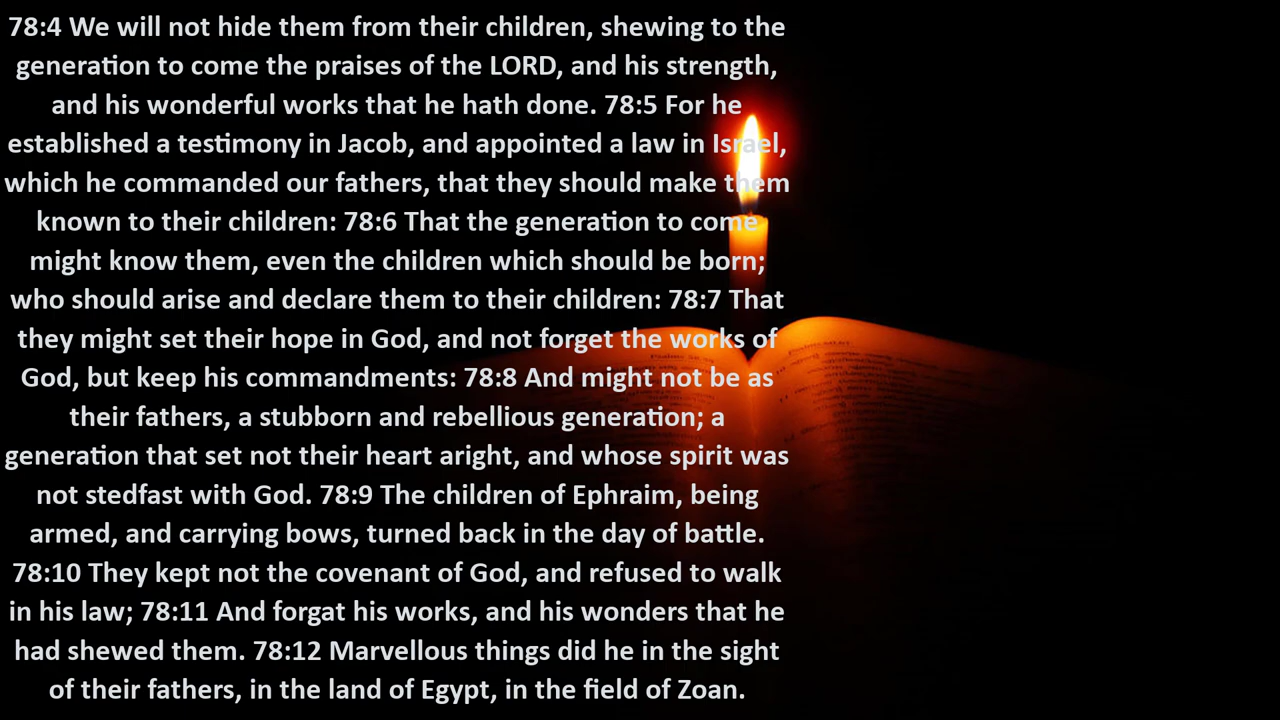 78:4 We will not hide them from their children, shewing to the
generation to come the praises of the LORD, and his strength,
and his wonderful works that he hath done. 78:5 For he
established a testimony in Jacob, and appointed a law in Israel,
which he commanded our fathers, that they should make them
known to their children: 78:6 That the generation to come
might know them, even the children which should be born;
who should arise and declare them to their children: 78:7 That
they might set their hope in God, and not forget the works of
God, but keep his commandments: 78:8 And might not be as
their fathers, a stubborn and rebellious generation; a
generation that set not their heart aright, and whose spirit was
not stedfast with God. 78:9 The children of Ephraim, being
armed, and carrying bows, turned back in the day of battle.
78:10 They kept not the covenant of God, and refused to walk
in his law; 78:11 And forgat his works, and his wonders that he
had shewed them. 78:12 Marvellous things did he in the sight
of their fathers, in the land of Egypt, in the field of Zoan.